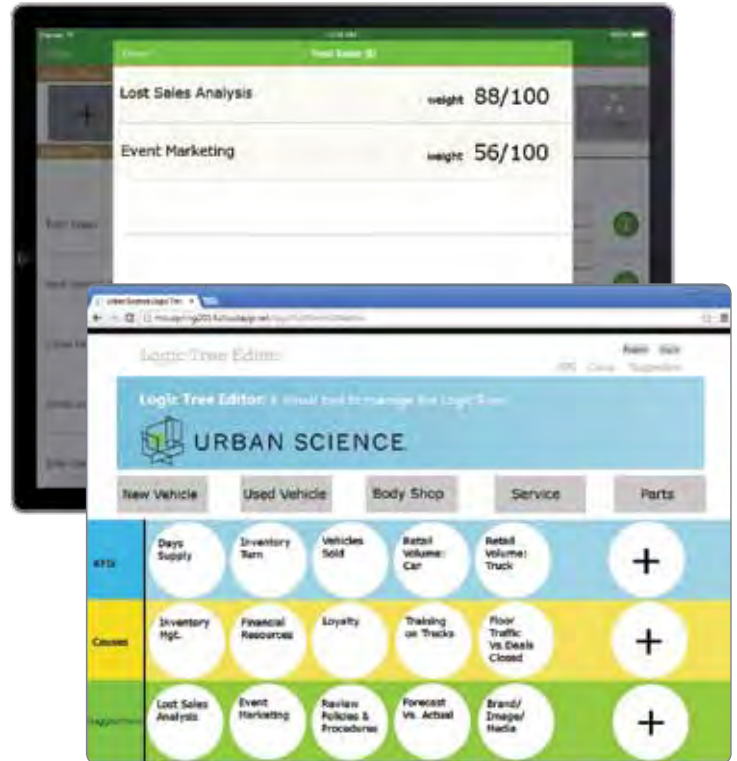 Lost Sales Analysis weight 88/100
Event Marketing weight 56/100
Logic Tree Editor
Logic Tree Editor: A visual tool to manage the Logic Tree
URBAN SCIENCE
New Vehicle Used Vehicle Body Shop Service Parts
KPIs
Days
Supply
Inventory
Turn
Vehicles
Sold
Retail
Volume:
Car
Retail
Volume:
Truck
+
Causes
Inventory
Mgt.
Financial
Resources
Loyalty
Training
on Trucks
Floor
Traffic
Vs Deals
Closed
+
Suggestions
Lost Sales
Analysis
Event
Marketing
Review
Policies &
Procedures
Forecast
Vs. Actual
Brand/
Image/
Media
+